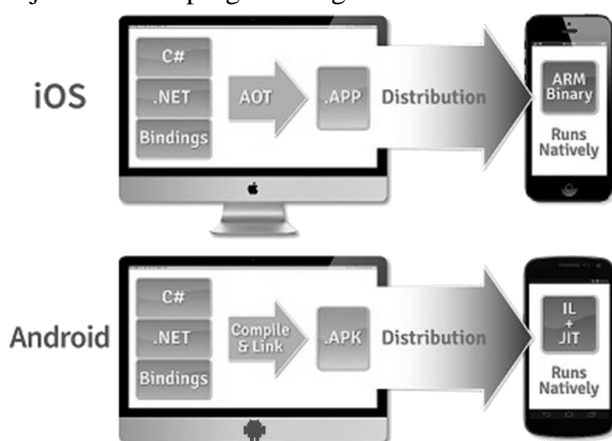 C#
.NET
Bindings
iOS
AOT
.APP
Distribution
ARM
Binary
Runs
Natively
C#
.NET
Bindings
Android
Compile
& Link
.APK
Distribution
IL
+
JIT
Runs
Natively